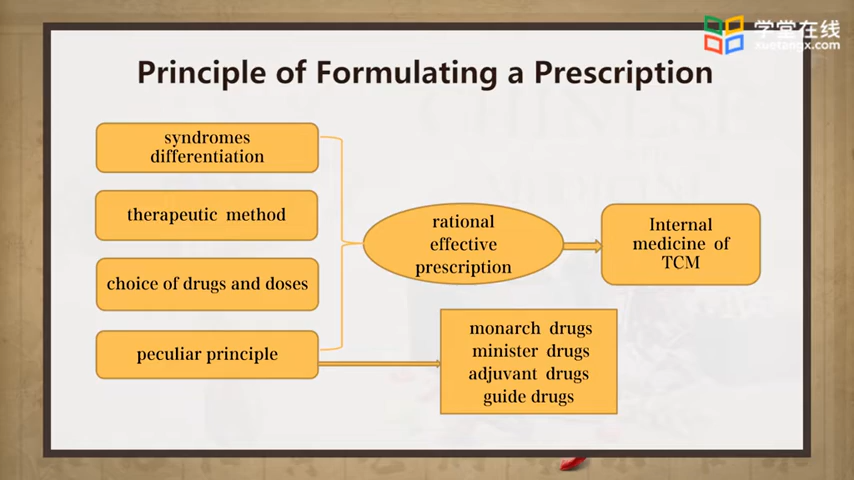 学堂在线
xuetangx.com
Principle of Formulating a Prescription
syndromes
differentiation
therapeutic method
choice of drugs and doses
peculiar principle
rational
effective
prescription
Internal
medicine of
TCM
monarch drugs
minister drugs
adjuvant drugs
guide drugs